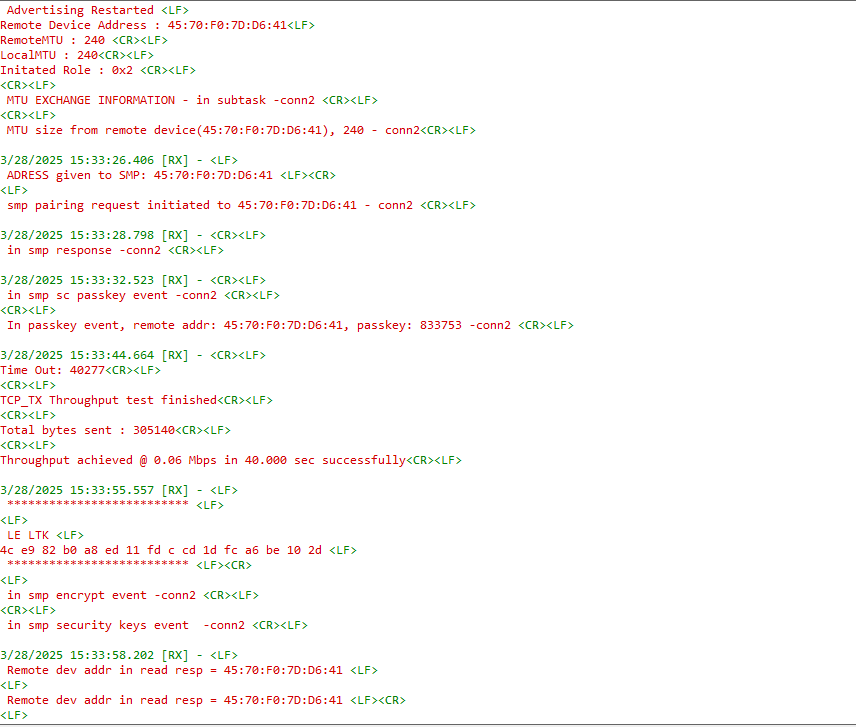 Advertising Restarted <LF>
Remote Device Address : 45:70:F0:7D:D6:41<LF>
RemoteMTU : 240 <CR><LF>
LocalMTU : 240<CR><LF>
Initated Role : 0x2 <CR><LF>
<CR><LF>
MTU EXCHANGE INFORMATION - in subtask -conn2 <CR><LF>
<CR><LF>
MTU size from remote device(45:70:F0:7D:D6:41), 240 - conn2<CR><LF>
3/28/2025 15:33:26.406 [RX] - <LF>
ADRESS given to SMP: 45:70:F0:7D:D6:41 <LF><CR>
<LF>
smp pairing request initiated to 45:70:F0:7D:D6:41 - conn2 <CR><LF>
3/28/2025 15:33:28.798 [RX] - <CR><LF>
in smp response -conn2 <CR><LF>
3/28/2025 15:33:32.523 [RX] - <CR><LF>
in smp sc passkey event -conn2 <CR><LF>
<CR><LF>
In passkey event, remote addr: 45:70:F0:7D:D6:41, passkey: 833753 -conn2 <CR><LF>
3/28/2025 15:33:44.664 [RX] - <CR><LF>
Time Out: 40277<CR><LF>
<CR><LF>
TCP_TX Throughput test finished<CR><LF>
<CR><LF>
Total bytes sent : 305140<CR><LF>
<CR><LF>
Throughput achieved @ 0.06 Mbps in 40.000 sec successfully<CR><LF>
3/28/2025 15:33:55.557 [RX] - <LF>
************************** <LF>
<LF>
LE LTK <LF>
4c e9 82 b0 a8 ed 11 fd c cd 1d fc a6 be 10 2d <LF>
************************** <LF><CR>
<LF>
in smp encrypt event -conn2 <CR><LF>
<CR><LF>
in smp security keys event  -conn2 <CR><LF>
3/28/2025 15:33:58.202 [RX] - <LF>
Remote dev addr in read resp = 45:70:F0:7D:D6:41 <LF>
<LF>
Remote dev addr in read resp = 45:70:F0:7D:D6:41 <LF><CR>
<LF>